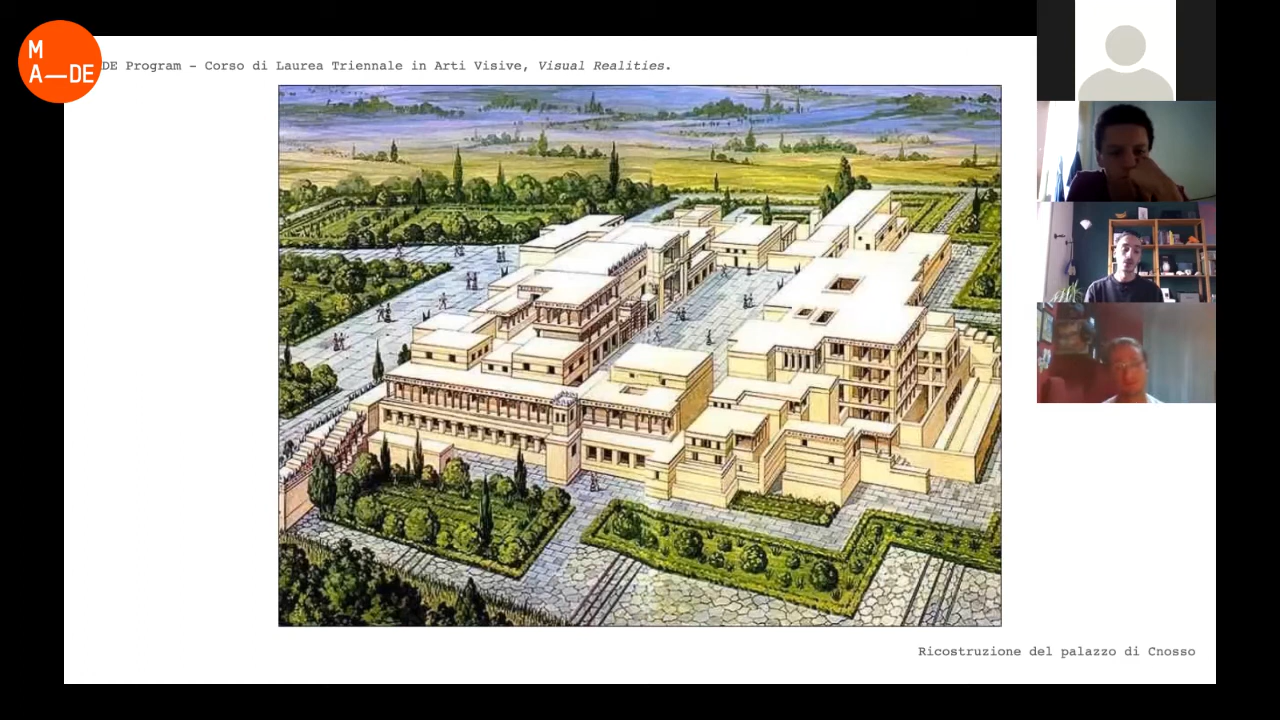 M
A—DE
DE Program – Corso di Laurea Triennale in Arti Visive, Visual Realities.
Ricostruzione del palazzo di Cnosso